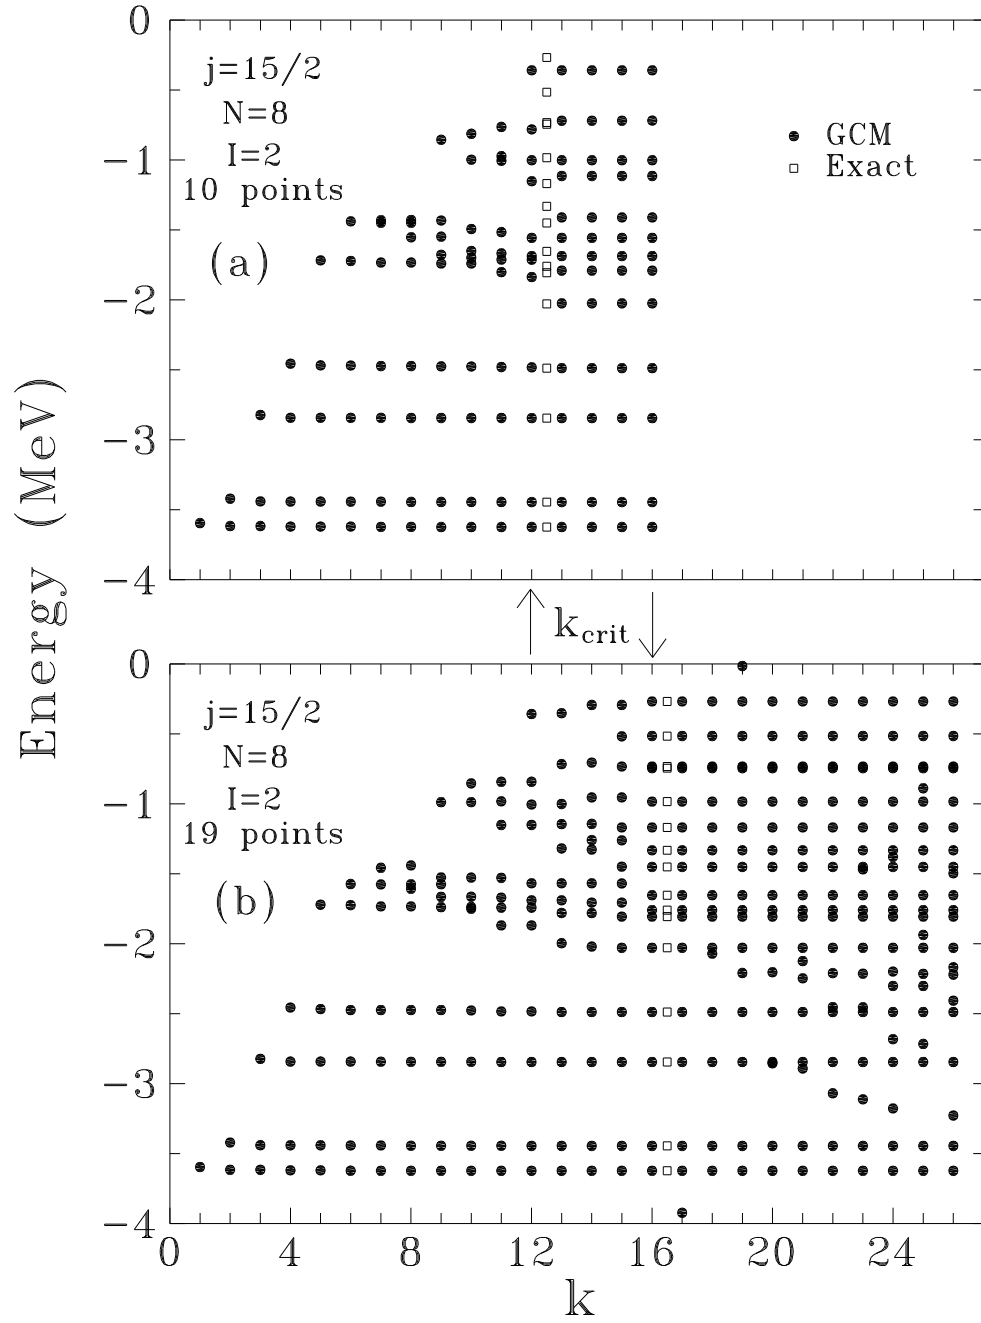 0
j=15/2
N=8
I=2
10 points
GCM
Exact
−1
(a)
−2
−3
−4
Energy (MeV)
k_crit
0
j=15/2
N=8
I=2
19 points
−1
(b)
−2
−3
−4
0 4 8 12 16 20 24
k